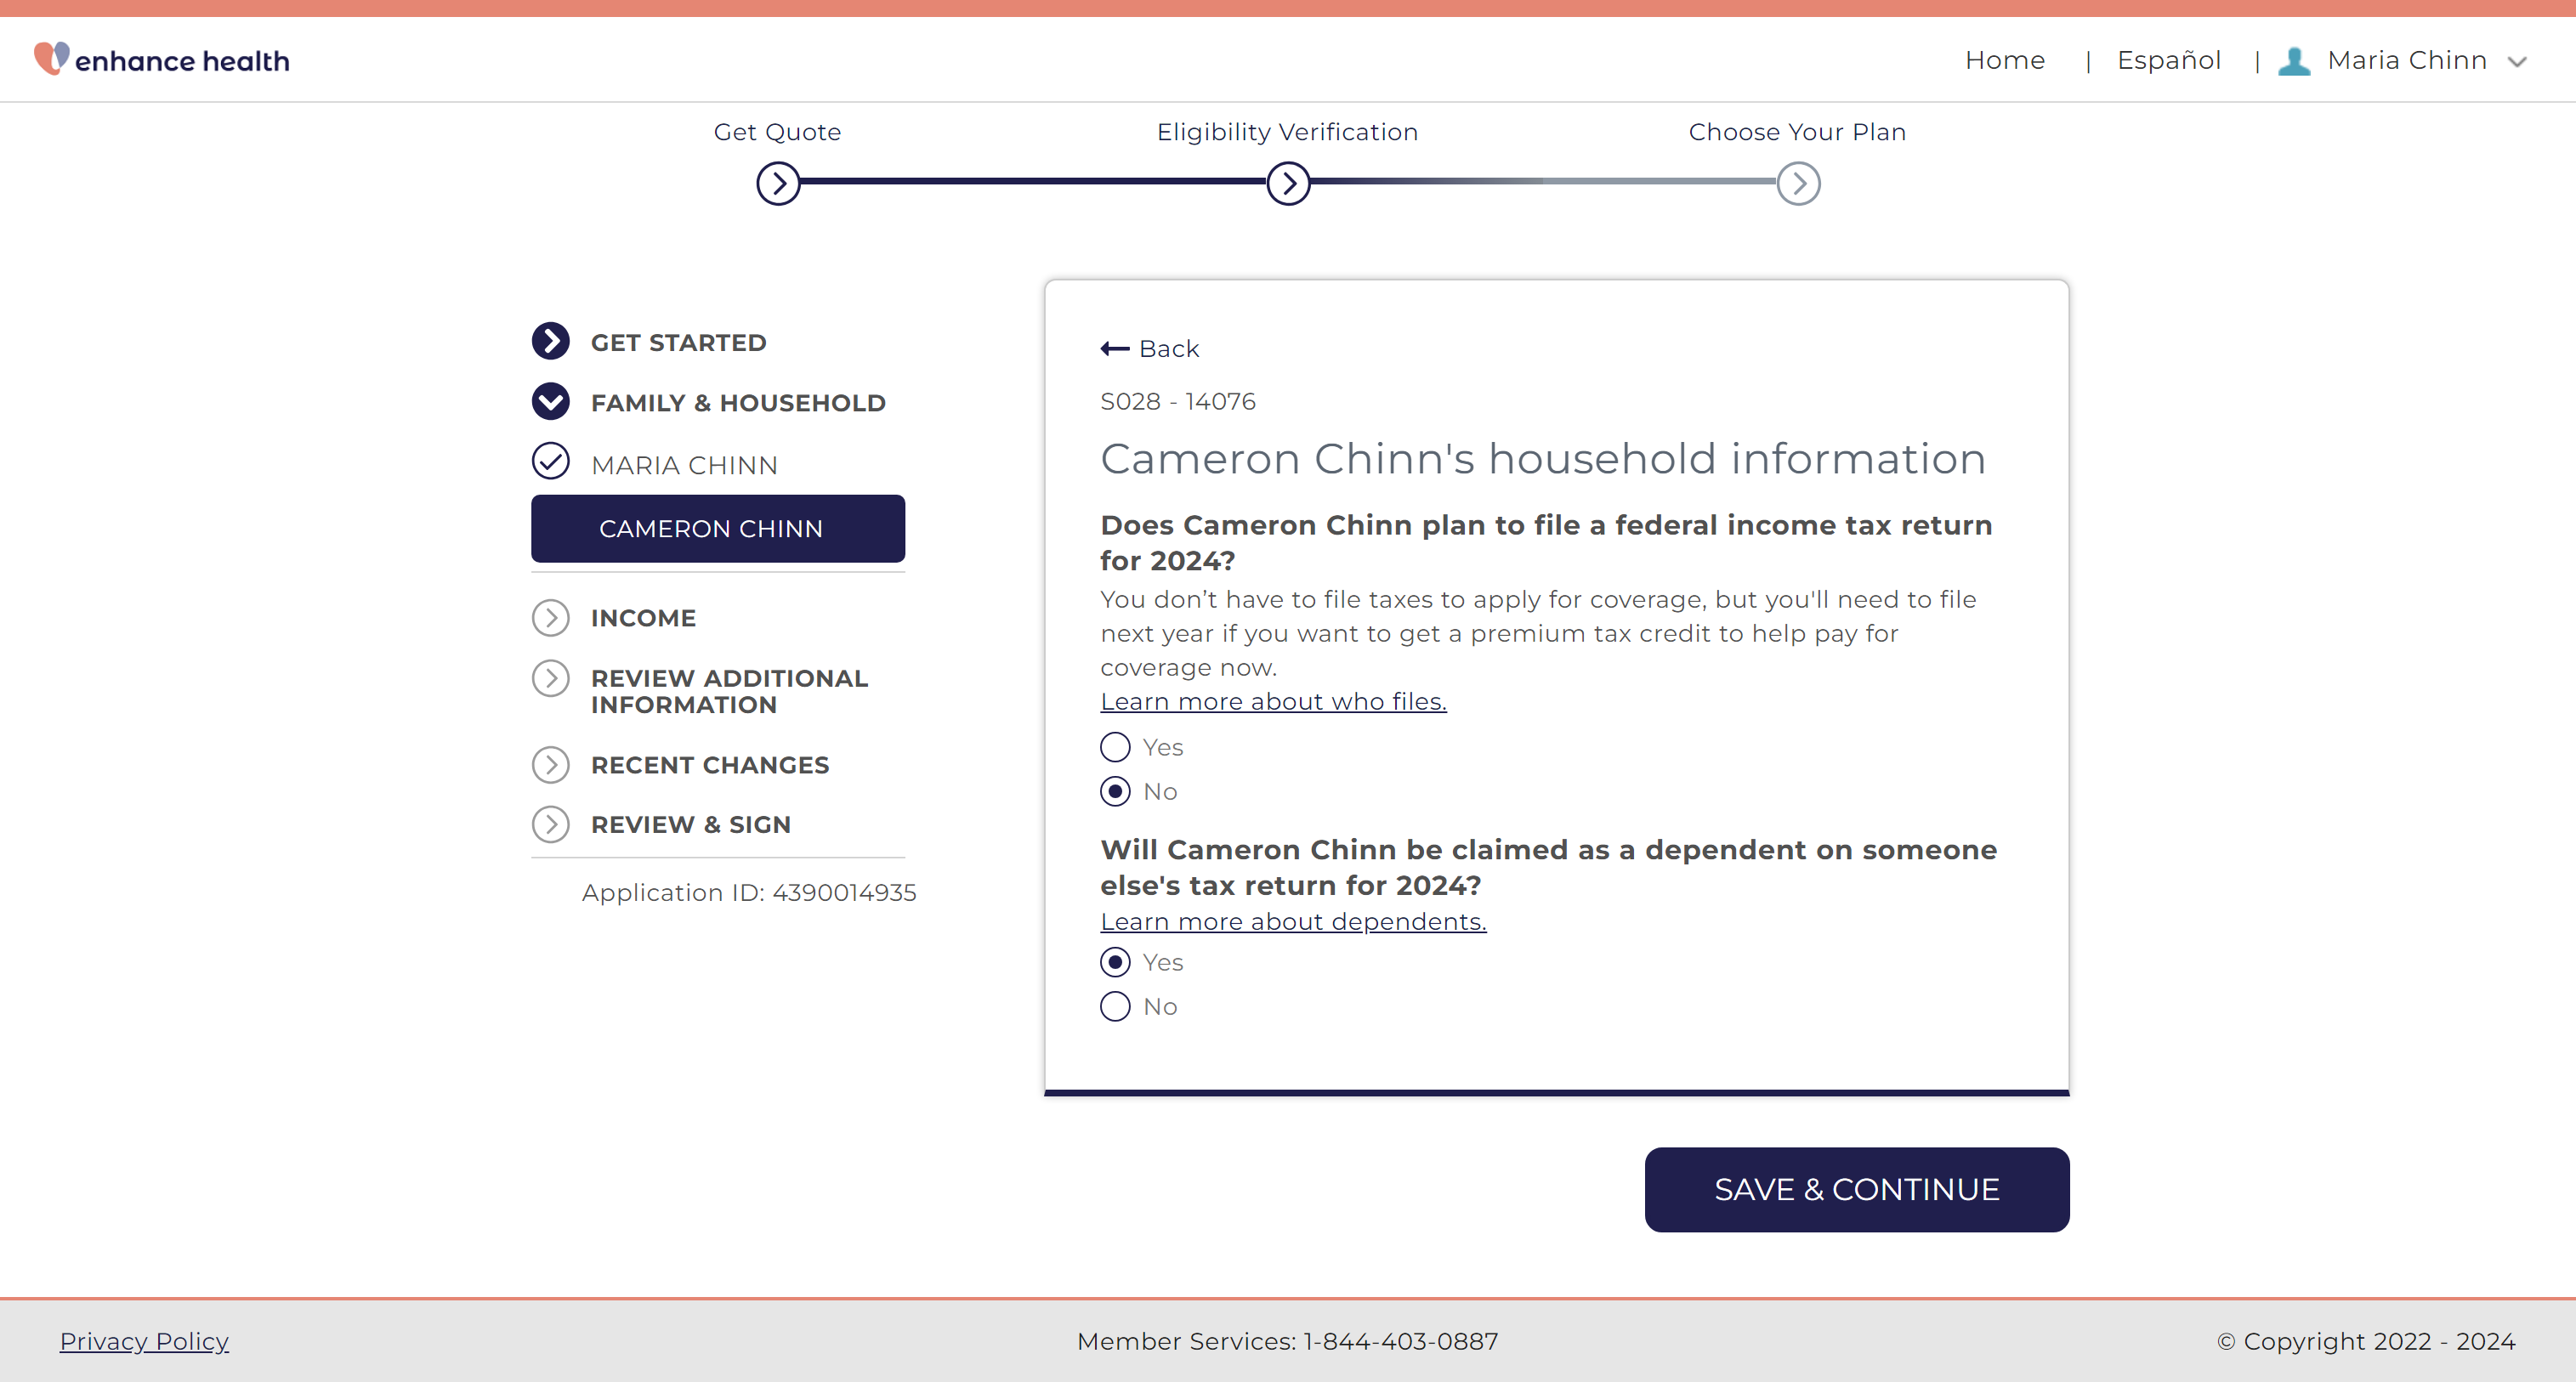 enhance health
Home | Español | Maria Chinn
Get Quote
Eligibility Verification
Choose Your Plan
GET STARTED
FAMILY & HOUSEHOLD
MARIA CHINN
CAMERON CHINN
INCOME
REVIEW ADDITIONAL
INFORMATION
RECENT CHANGES
REVIEW & SIGN
Application ID: 4390014935
Back
S028 - 14076
Cameron Chinn's household information
Does Cameron Chinn plan to file a federal income tax return
for 2024?
You don’t have to file taxes to apply for coverage, but you'll need to file
next year if you want to get a premium tax credit to help pay for
coverage now.
Learn more about who files.
Yes
No
Will Cameron Chinn be claimed as a dependent on someone
else's tax return for 2024?
Learn more about dependents.
Yes
No
SAVE & CONTINUE
Privacy Policy
Member Services: 1-844-403-0887
© Copyright 2022 - 2024